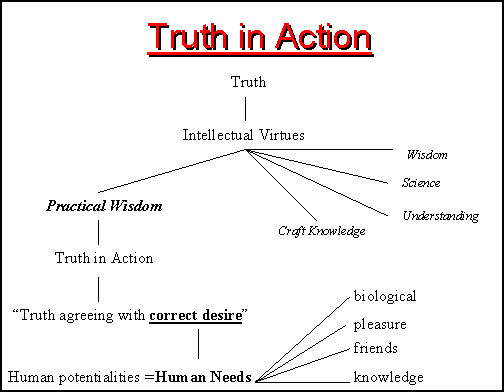 Truth in Action
Truth
Intellectual Virtues
Wisdom
Science
Understanding
Craft Knowledge
Practical Wisdom
Truth in Action
“Truth agreeing with correct desire”
biological
pleasure
friends
knowledge
Human potentialities =Human Needs